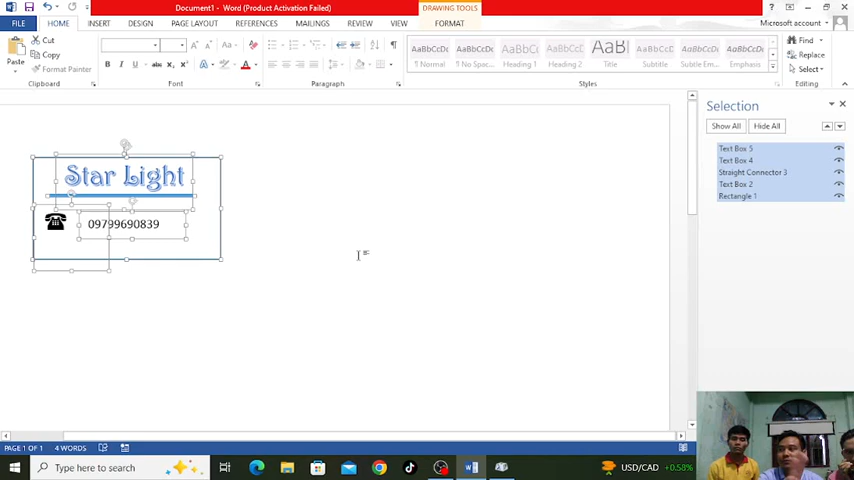 Document1 - Word (Product Activation Failed)
DRAWING TOOLS
FILE
HOME
INSERT
DESIGN
PAGE LAYOUT
REFERENCES
MAILINGS
REVIEW
VIEW
FORMAT
Microsoft account
Paste
Cut
Copy
Format Painter
Clipboard
Font
Paragraph
AaBbCcDc
¶ Normal
AaBbCcDc
¶ No Spac...
AaBbC
Heading 1
AaBbCc
Heading 2
AaBl
Title
AaBbCcD
Subtitle
AaBbCcDc
Subtle Em...
AaBbCcDc
Emphasis
Styles
Find
Replace
Select
Editing
Star Light
09799690839
Selection
Show All
Hide All
Text Box 5
Text Box 4
Straight Connector 3
Text Box 2
Rectangle 1
PAGE 1 OF 1
4 WORDS
Type here to search
USD/CAD
+0.58%